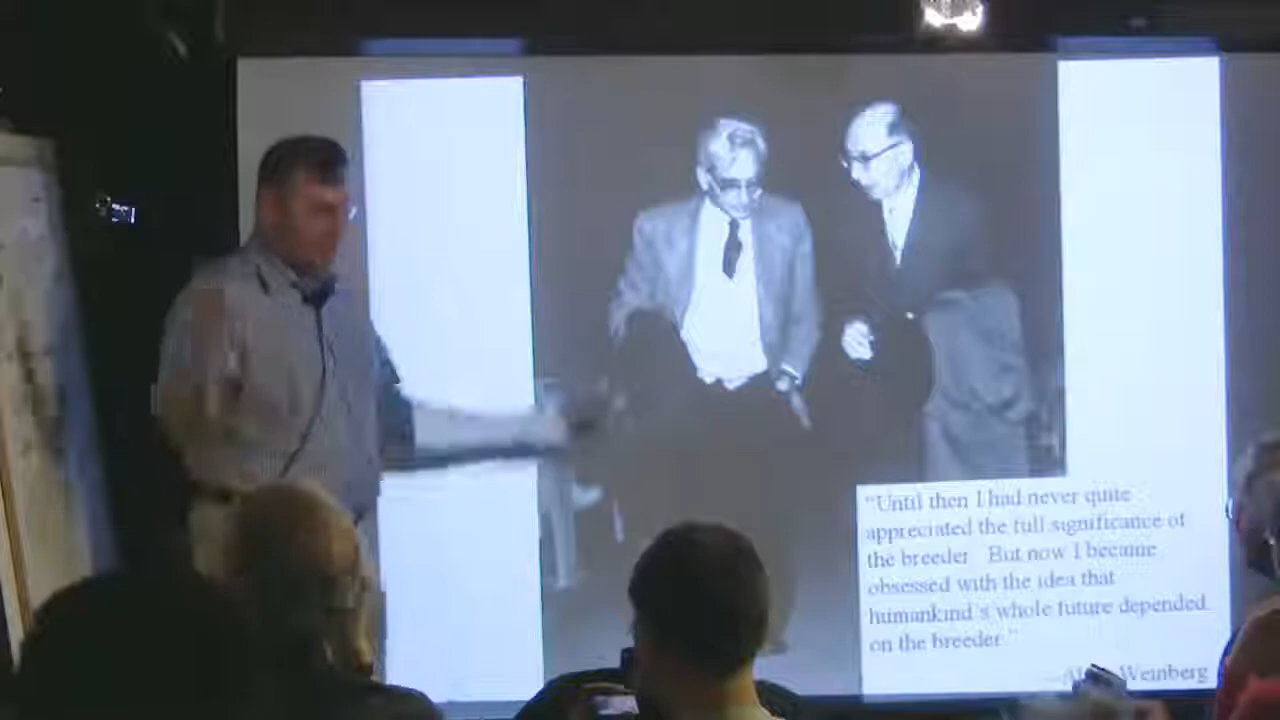 “Until then I had never quite
appreciated the full significance of
the breeder. But now I became
obsessed with the idea that
humankind's whole future depended
on the breeder.”
Weinberg